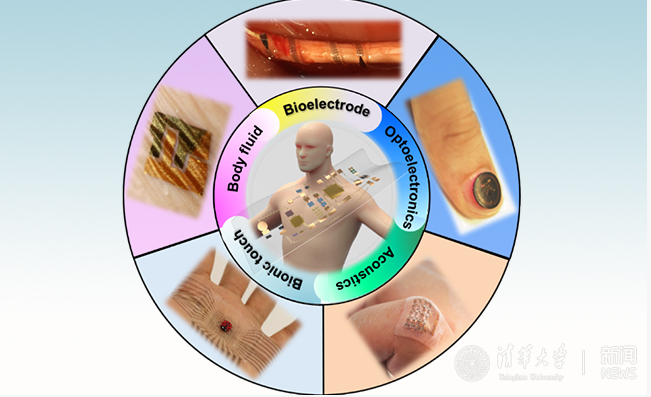 Bioelectrode
Optoelectronics
Acoustics
Bionic touch
Body fluid
清华大学
Tsinghua University
新闻
NEWS